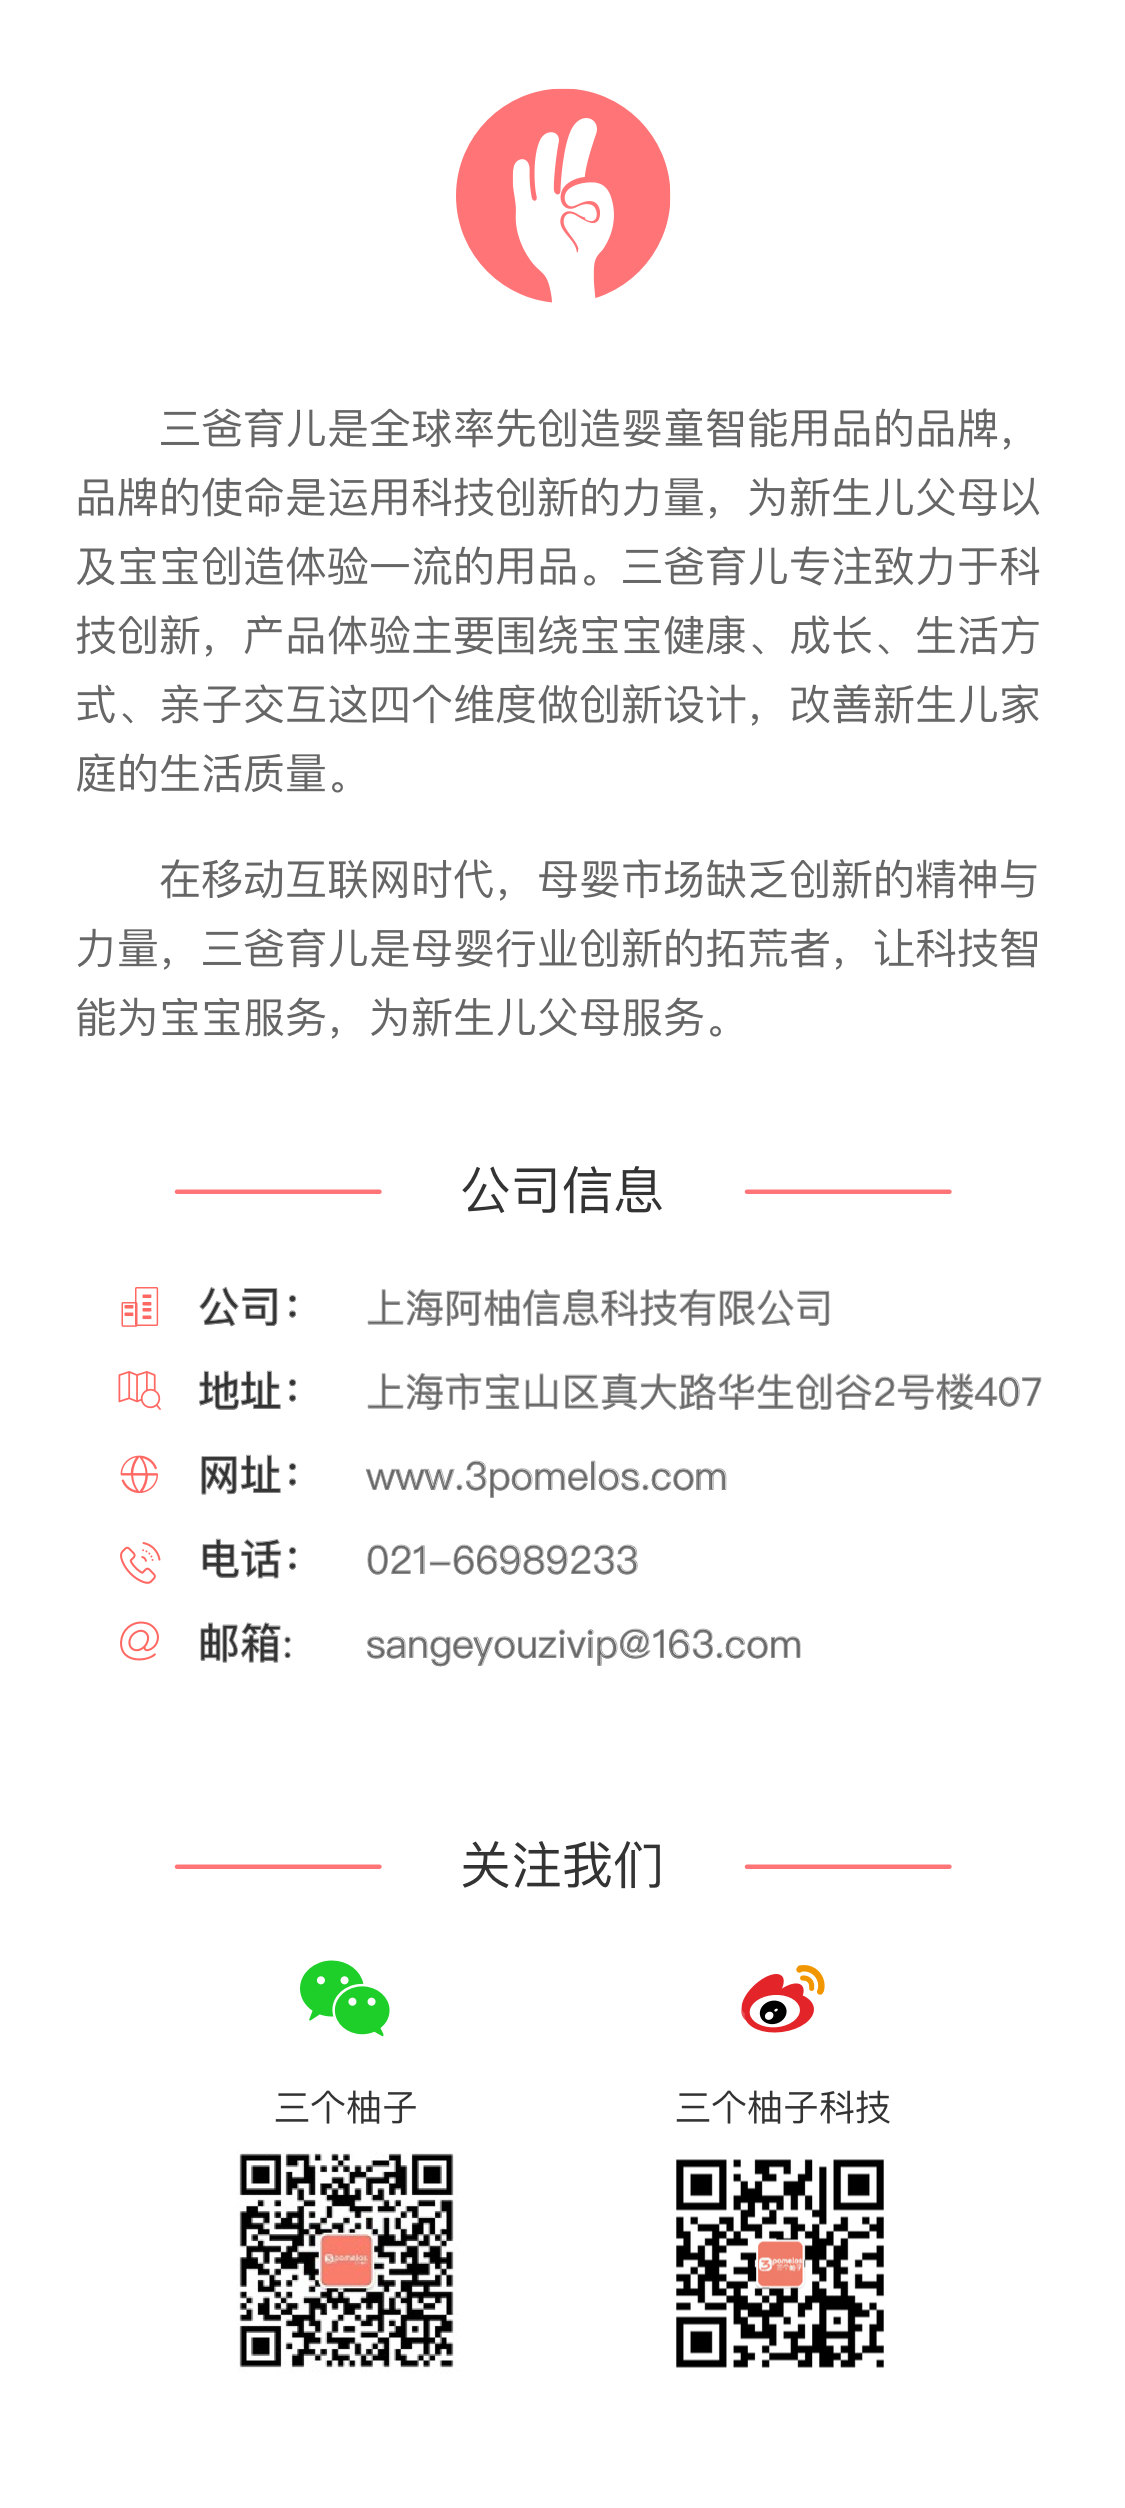 三爸育儿是全球率先创造婴童智能用品的品牌，
品牌的使命是运用科技创新的力量，为新生儿父母以
及宝宝创造体验一流的用品。三爸育儿专注致力于科
技创新，产品体验主要围绕宝宝健康、成长、生活方
式、亲子交互这四个维度做创新设计，改善新生儿家
庭的生活质量。
在移动互联网时代，母婴市场缺乏创新的精神与
力量，三爸育儿是母婴行业创新的拓荒者，让科技智
能为宝宝服务，为新生儿父母服务。
公司信息
公司： 上海阿柚信息科技有限公司
地址： 上海市宝山区真大路华生创谷2号楼407
网址： www.3pomelos.com
电话： 021-66989233
邮箱: sangeyouzivip@163.com
关注我们
三个柚子
三个柚子科技
3pomelos
3pomelos
三个柚子